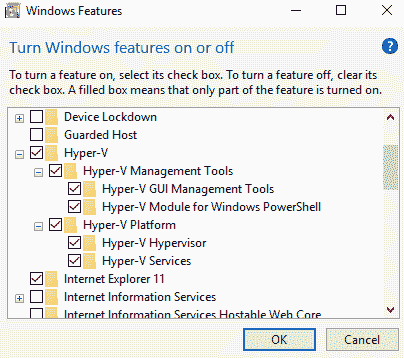 Windows Features
Turn Windows features on or off
To turn a feature on, select its check box. To turn a feature off, clear its
check box. A filled box means that only part of the feature is turned on.
Device Lockdown
Guarded Host
Hyper-V
Hyper-V Management Tools
Hyper-V GUI Management Tools
Hyper-V Module for Windows PowerShell
Hyper-V Platform
Hyper-V Hypervisor
Hyper-V Services
Internet Explorer 11
Internet Information Services
Internet Information Services Hostable Web Core
OK
Cancel